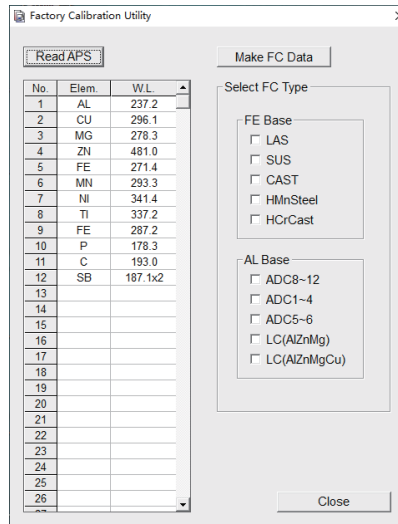 Factory Calibration Utility
Read APS
Make FC Data
No. Elem. W.L.
1 AL 237.2
2 CU 296.1
3 MG 278.3
4 ZN 481.0
5 FE 271.4
6 MN 293.3
7 NI 341.4
8 TI 337.2
9 FE 287.2
10 P 178.3
11 C 193.0
12 SB 187.1x2
13
14
15
16
17
18
19
20
21
22
23
24
25
26
Select FC Type
FE Base
LAS
SUS
CAST
HMnSteel
HCrCast
AL Base
ADC8~12
ADC1~4
ADC5~6
LC(AlZnMg)
LC(AlZnMgCu)
Close